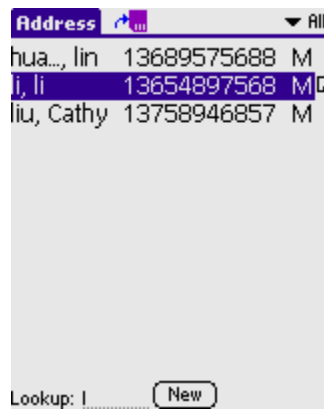 Address All
hua..., lin 13689575688 M
li, li 13654897568 M
liu, Cathy 13758946857 M
Lookup: l New